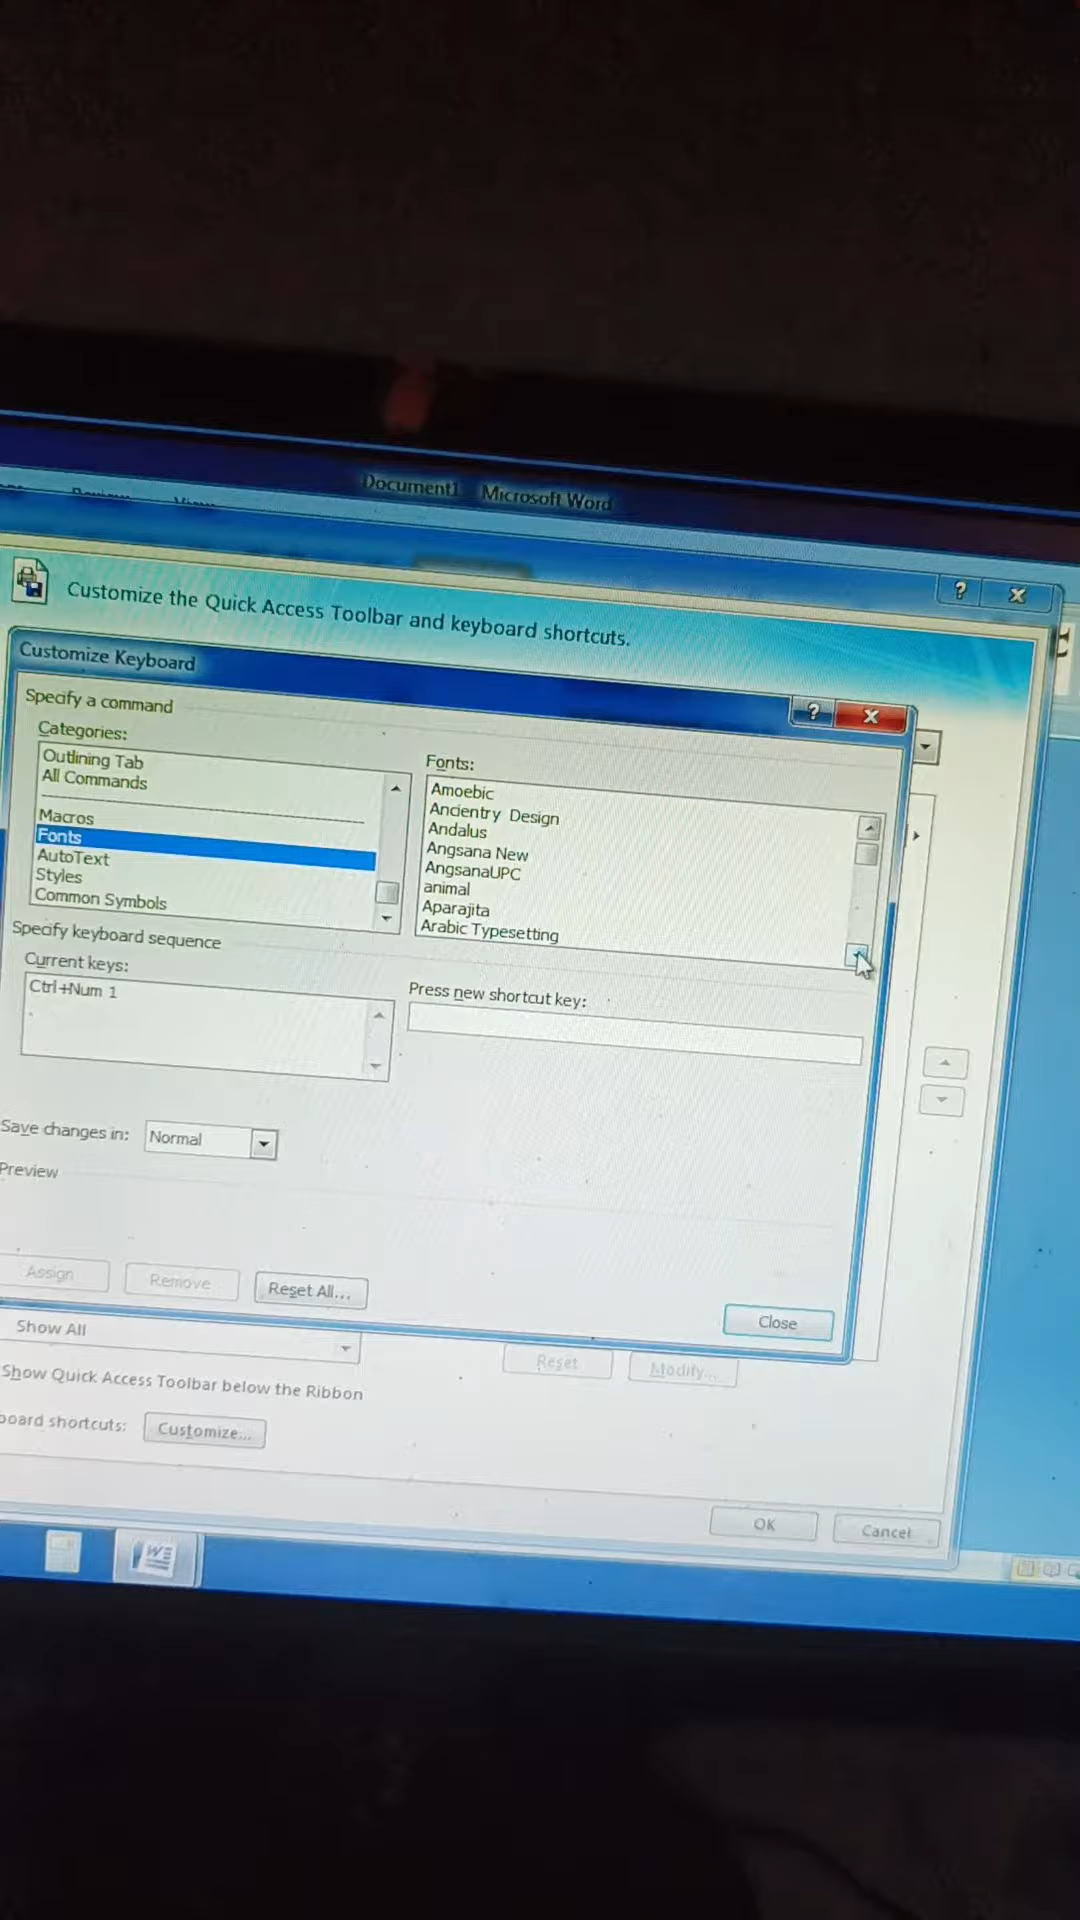 Document1 Microsoft Word
Review View
?
Customize the Quick Access Toolbar and keyboard shortcuts.
Customize Keyboard
?
Specify a command
Categories:
Outlining Tab
All Commands
Macros
Fonts
AutoText
Styles
Common Symbols
Fonts:
Amoebic
Ancientry Design
Andalus
Angsana New
AngsanaUPC
animal
Aparajita
Arabic Typesetting
Specify keyboard sequence
Current keys:
Ctrl+Num 1
Press new shortcut key:
Save changes in: Normal
Preview
Assign Remove Reset All...
Close
Show All
Reset Modify...
Show Quick Access Toolbar below the Ribbon
board shortcuts: Customize...
OK Cancel